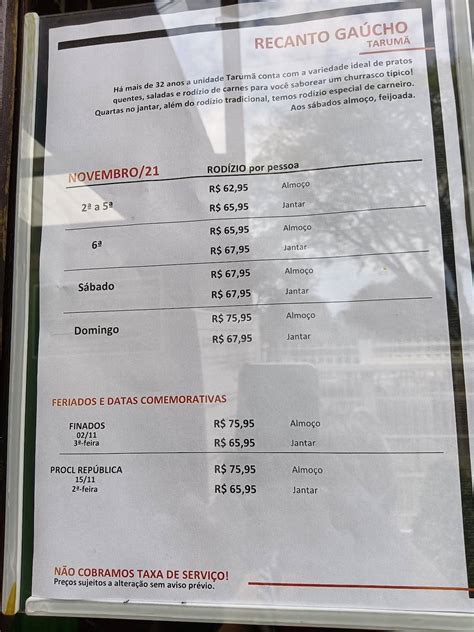 RECANTO GAÚCHO
TARUMÃ
Há mais de 32 anos a unidade Tarumã conta com a variedade ideal de pratos
quentes, saladas e rodízio de carnes para você saborear um churrasco típico!
Quartas no jantar, além do rodízio tradicional, temos rodízio especial de carneiro.
Aos sábados almoço, feijoada.
NOVEMBRO/21 RODÍZIO por pessoa
2ª a 5ª
R$ 62,95 Almoço
R$ 65,95 Jantar
6ª
R$ 65,95 Almoço
R$ 67,95 Jantar
Sábado
R$ 67,95 Almoço
R$ 67,95 Jantar
Domingo
R$ 75,95 Almoço
R$ 67,95 Jantar
FERIADOS E DATAS COMEMORATIVAS
FINADOS
02/11
3ª-feira
R$ 75,95 Almoço
R$ 65,95 Jantar
PROCL REPÚBLICA
15/11
2ª-feira
R$ 75,95 Almoço
R$ 65,95 Jantar
NÃO COBRAMOS TAXA DE SERVIÇO!
Preços sujeitos a alteração sem aviso prévio.